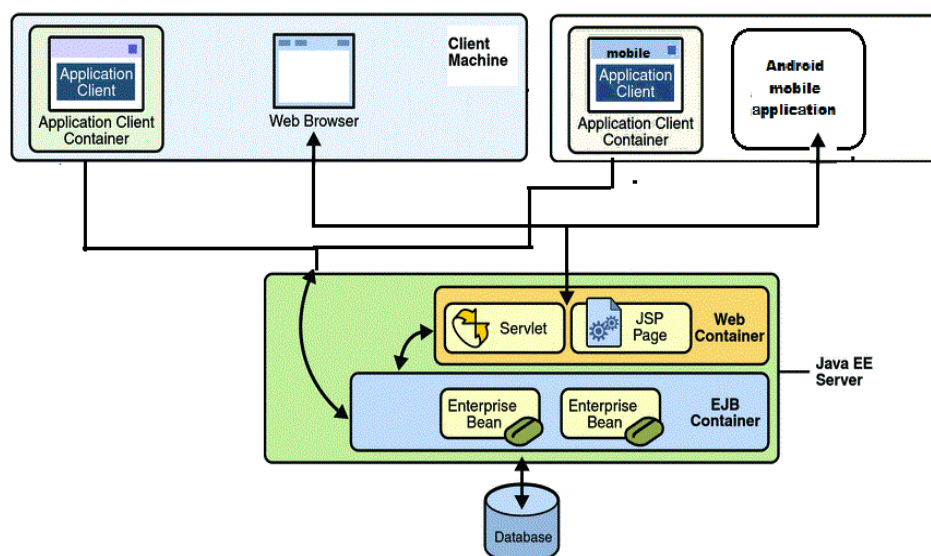 Application
Client
Application Client
Container
Web Browser
Client
Machine
mobile
Application
Client
Application Client
Container
Android
mobile
application
Servlet
JSP
Page
Web
Container
Enterprise
Bean
Enterprise
Bean
EJB
Container
Java EE
Server
Database